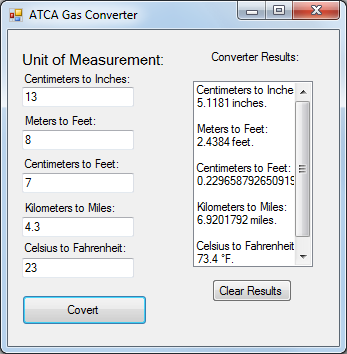 ATCA Gas Converter
Unit of Measurement:
Centimeters to Inches:
13
Meters to Feet:
8
Centimeters to Feet:
7
Kilometers to Miles:
4.3
Celsius to Fahrenheit:
23
Covert
Converter Results:
Centimeters to Inche
5.1181 inches.
Meters to Feet:
2.4384 feet.
Centimeters to Feet:
0.229658792650919
Kilometers to Miles:
6.9201792 miles.
Celsius to Fahrenheit
73.4 °F.
Clear Results